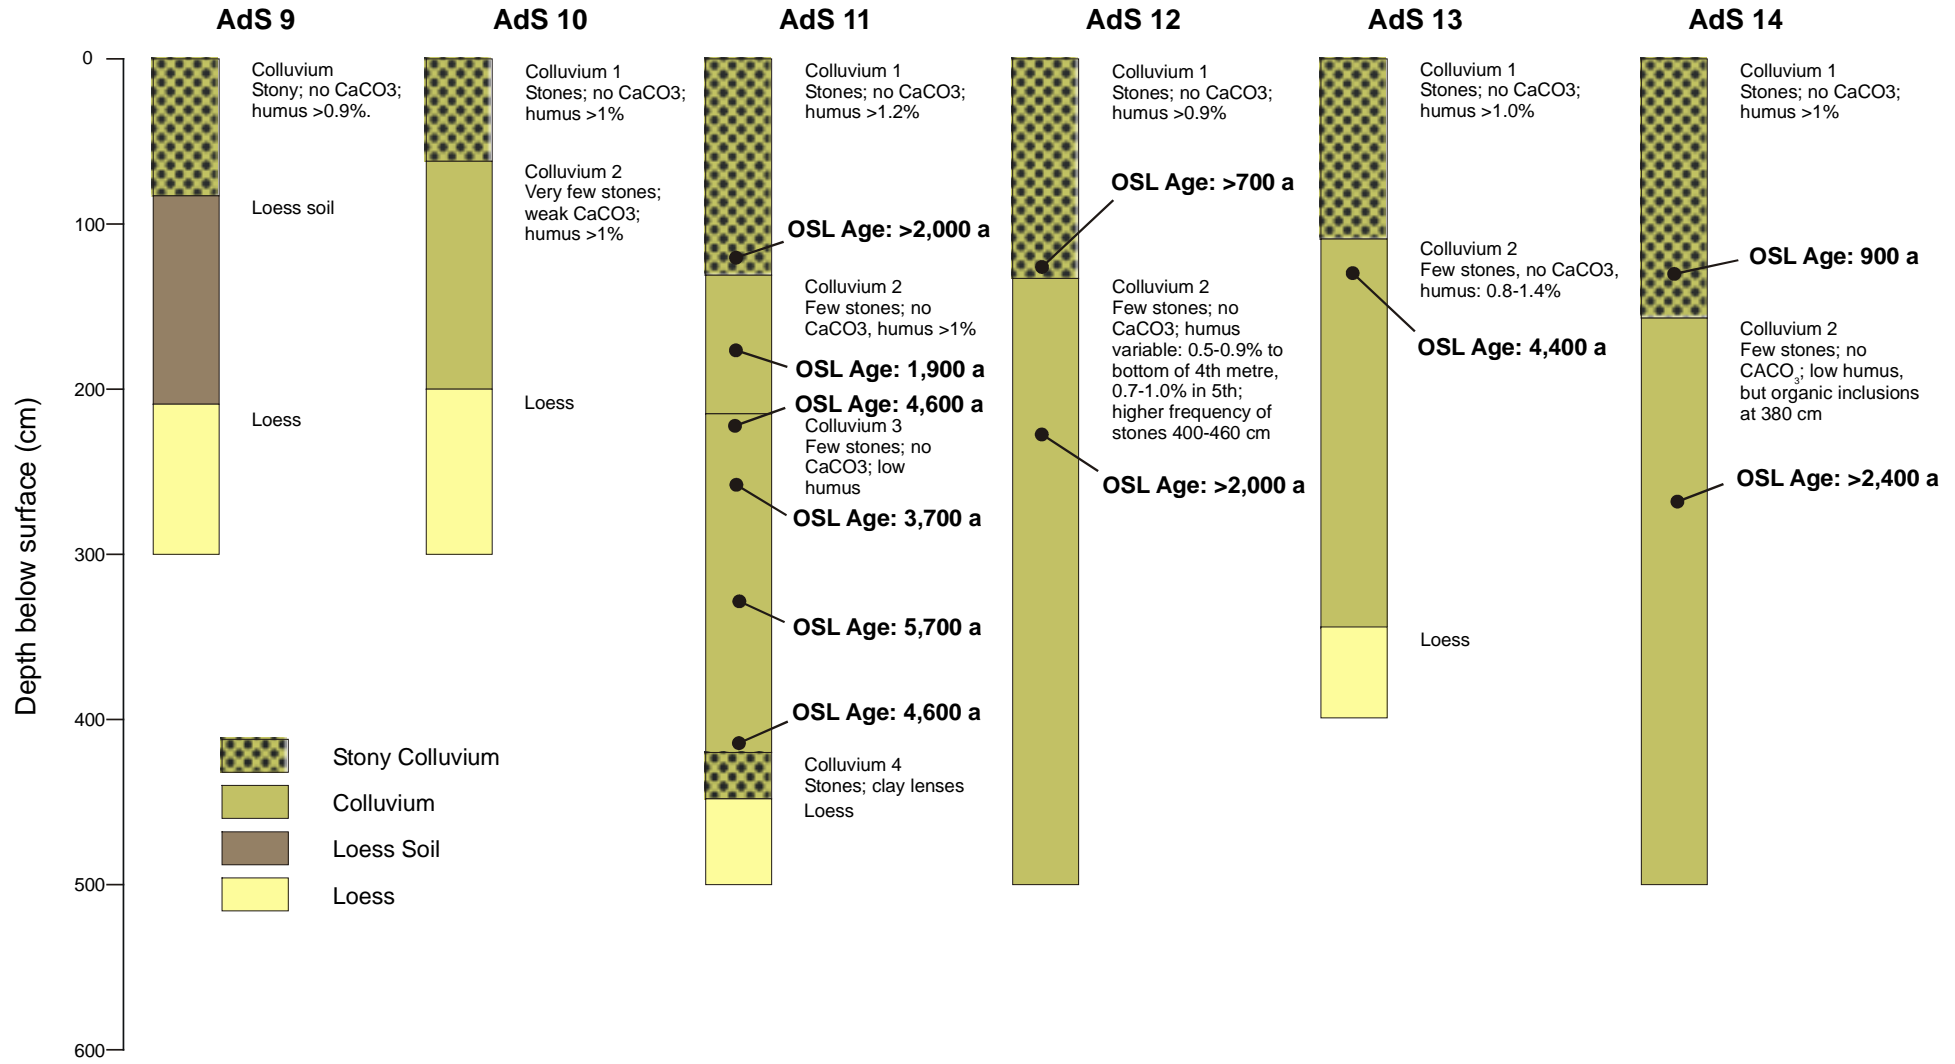 AdS 9
AdS 10
AdS 11
AdS 12
AdS 13
AdS 14
Depth below surface (cm)
0
100
200
300
400
500
600
Colluvium
Stony; no CaCO3;
humus >0.9%.
Loess soil
Loess
Colluvium 1
Stones; no CaCO3;
humus >1%
Colluvium 2
Very few stones;
weak CaCO3;
humus >1%
Loess
Colluvium 1
Stones; no CaCO3;
humus >1.2%
OSL Age: >2,000 a
Colluvium 2
Few stones; no
CaCO3, humus >1%
OSL Age: 1,900 a
OSL Age: 4,600 a
Colluvium 3
Few stones; no
CaCO3; low
humus
OSL Age: 3,700 a
OSL Age: 5,700 a
OSL Age: 4,600 a
Colluvium 4
Stones; clay lenses
Loess
Colluvium 1
Stones; no CaCO3;
humus >0.9%
OSL Age: >700 a
Colluvium 2
Few stones; no
CaCO3; humus
variable: 0.5-0.9% to
bottom of 4th metre,
0.7-1.0% in 5th;
higher frequency of
stones 400-460 cm
OSL Age: >2,000 a
Colluvium 1
Stones; no CaCO3;
humus >1.0%
Colluvium 2
Few stones, no CaCO3,
humus: 0.8-1.4%
OSL Age: 4,400 a
Loess
Colluvium 1
Stones; no CaCO3;
humus >1%
OSL Age: 900 a
Colluvium 2
Few stones; no
CACO₃; low humus,
but organic inclusions
at 380 cm
OSL Age: >2,400 a
Stony Colluvium
Colluvium
Loess Soil
Loess